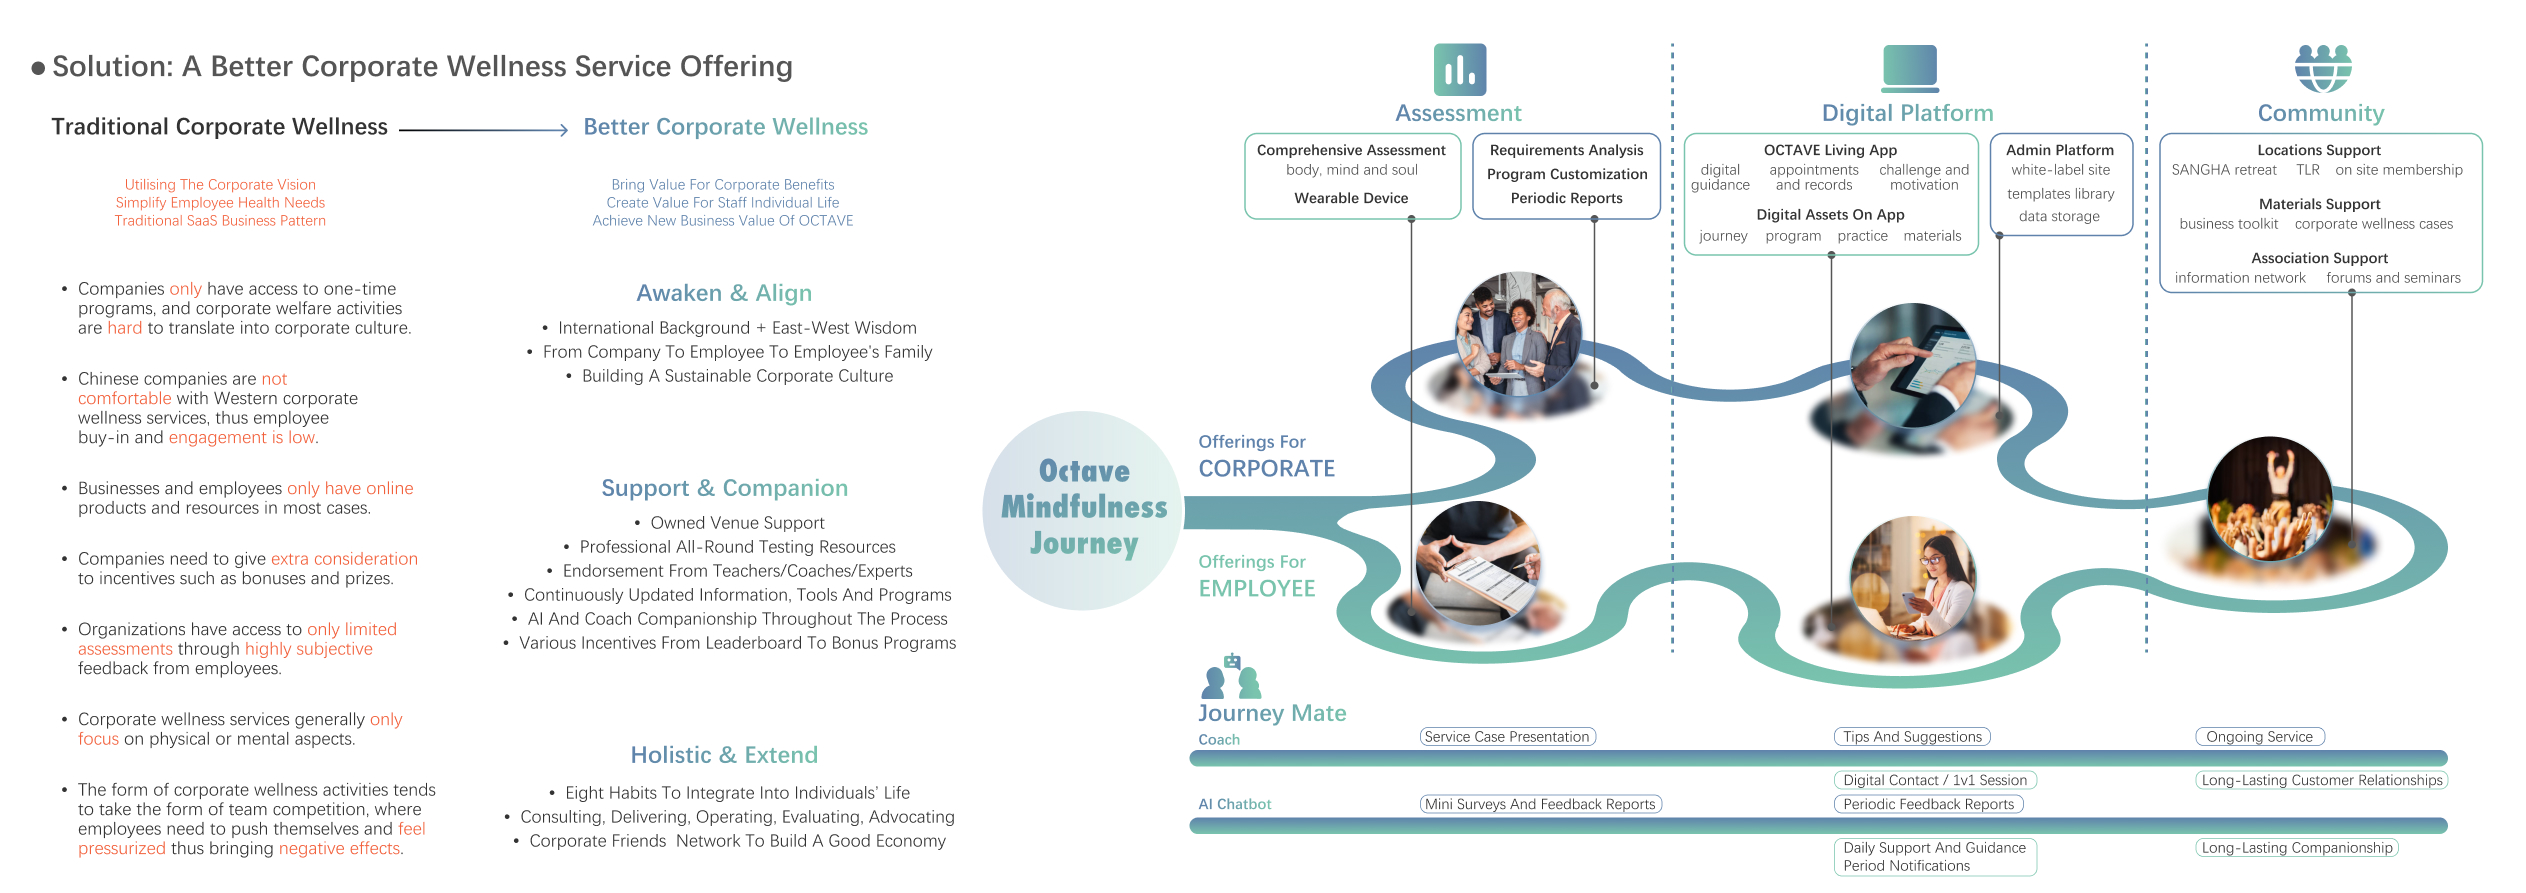 ● Solution: A Better Corporate Wellness Service Offering
Traditional Corporate Wellness
Better Corporate Wellness
Utilising The Corporate Vision
Simplify Employee Health Needs
Traditional SaaS Business Pattern
Bring Value For Corporate Benefits
Create Value For Staff Individual Life
Achieve New Business Value Of OCTAVE
• Companies only have access to one-time
programs, and corporate welfare activities
are hard to translate into corporate culture.
• Chinese companies are not
comfortable with Western corporate
wellness services, thus employee
buy-in and engagement is low.
• Businesses and employees only have online
products and resources in most cases.
• Companies need to give extra consideration
to incentives such as bonuses and prizes.
• Organizations have access to only limited
assessments through highly subjective
feedback from employees.
• Corporate wellness services generally only
focus on physical or mental aspects.
• The form of corporate wellness activities tends
to take the form of team competition, where
employees need to push themselves and feel
pressurized thus bringing negative effects.
Awaken & Align
• International Background + East-West Wisdom
• From Company To Employee To Employee's Family
• Building A Sustainable Corporate Culture
Support & Companion
• Owned Venue Support
• Professional All-Round Testing Resources
• Endorsement From Teachers/Coaches/Experts
• Continuously Updated Information, Tools And Programs
• AI And Coach Companionship Throughout The Process
• Various Incentives From Leaderboard To Bonus Programs
Holistic & Extend
• Eight Habits To Integrate Into Individuals' Life
• Consulting, Delivering, Operating, Evaluating, Advocating
• Corporate Friends Network To Build A Good Economy
Octave
Mindfulness
Journey
Offerings For
CORPORATE
Offerings For
EMPLOYEE
Assessment
Comprehensive Assessment
body, mind and soul
Wearable Device
Requirements Analysis
Program Customization
Periodic Reports
Digital Platform
OCTAVE Living App
digital guidance
appointments and records
challenge and motivation
Digital Assets On App
journey program practice materials
Admin Platform
white-label site
templates library
data storage
Community
Locations Support
SANGHA retreat TLR on site membership
Materials Support
business toolkit corporate wellness cases
Association Support
information network forums and seminars
Journey Mate
Coach
Service Case Presentation
Tips And Suggestions
Ongoing Service
Digital Contact / 1v1 Session
Long-Lasting Customer Relationships
AI Chatbot
Mini Surveys And Feedback Reports
Periodic Feedback Reports
Daily Support And Guidance
Period Notifications
Long-Lasting Companionship